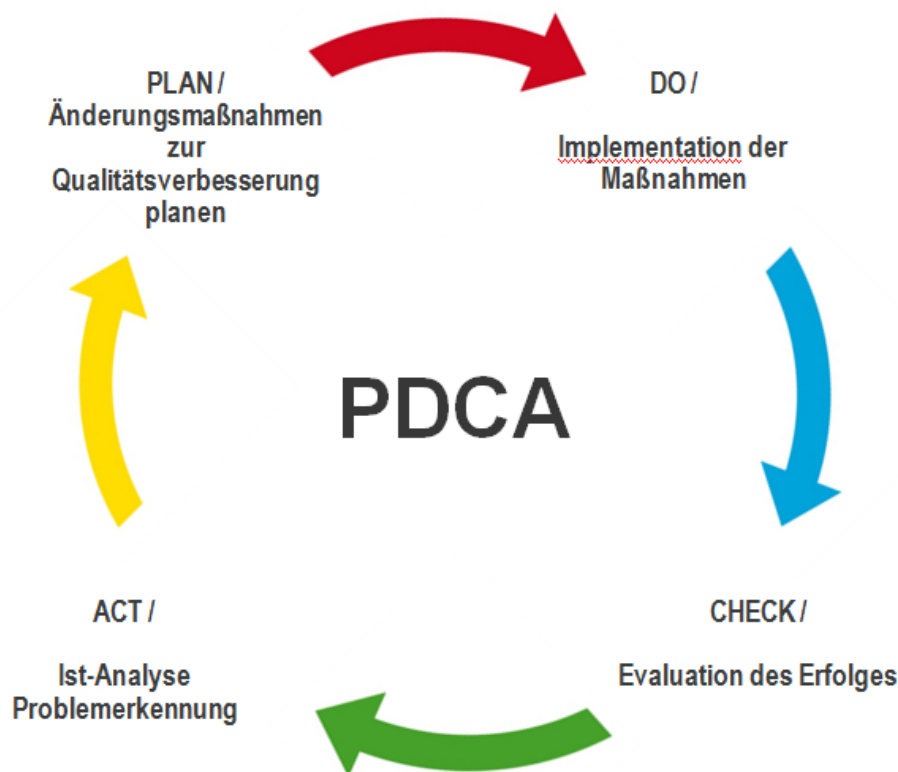 PLAN /
Änderungsmaßnahmen
zur
Qualitätsverbesserung
planen
DO /
Implementation der
Maßnahmen
PDCA
ACT /
Ist-Analyse
Problemerkennung
CHECK /
Evaluation des Erfolges